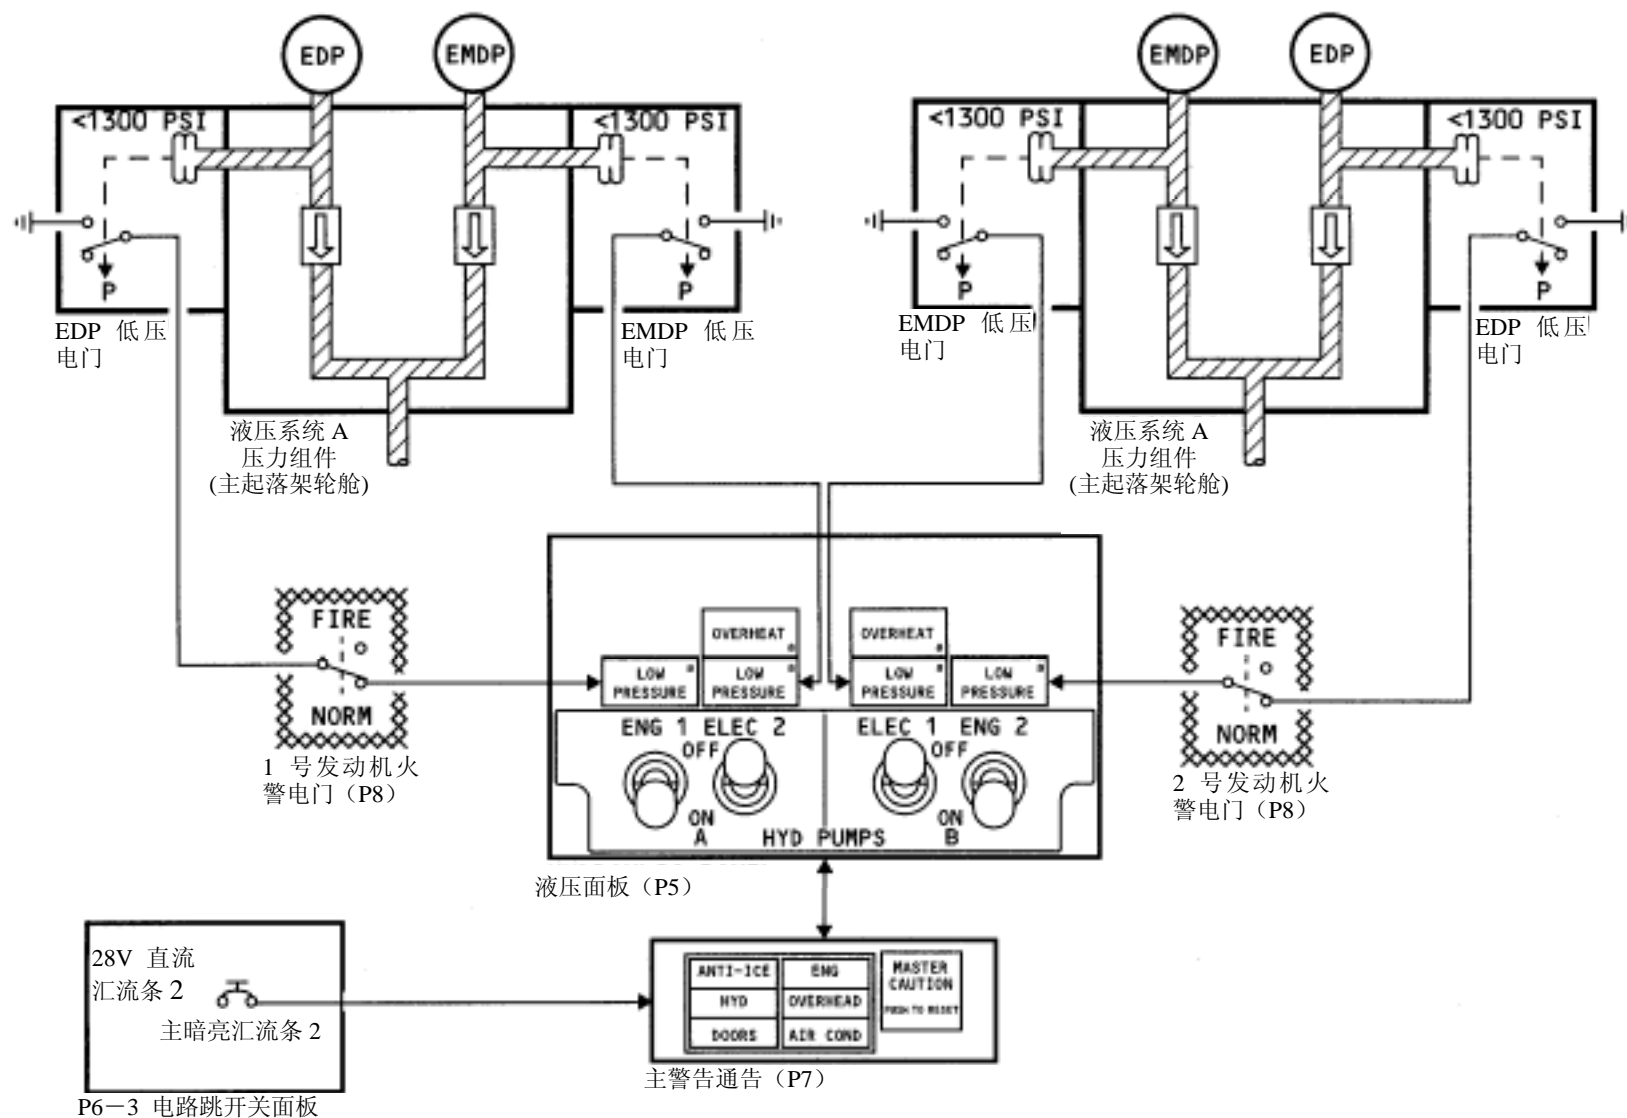 EDP
EMDP
EMDP
EDP
<1300 PSI
<1300 PSI
<1300 PSI
<1300 PSI
P
P
P
P
EDP 低压
电门
EMDP 低压
电门
EMDP 低压
电门
EDP 低压
电门
液压系统 A
压力组件
(主起落架轮舱)
液压系统 A
压力组件
(主起落架轮舱)
FIRE
NORM
1 号发动机火
警电门（P8）
FIRE
NORM
2 号发动机火
警电门（P8）
OVERHEAT
OVERHEAT
LOW
PRESSURE
LOW
PRESSURE
LOW
PRESSURE
LOW
PRESSURE
ENG 1 ELEC 2
ELEC 1 ENG 2
OFF
OFF
ON
A
HYD PUMPS
ON
B
液压面板（P5）
28V 直流
汇流条 2
主暗亮汇流条 2
P6－3 电路跳开关面板
ANTI-ICE
ENG
HYD
OVERHEAD
DOORS
AIR COND
MASTER
CAUTION
PUSH TO RESET
主警告通告（P7）